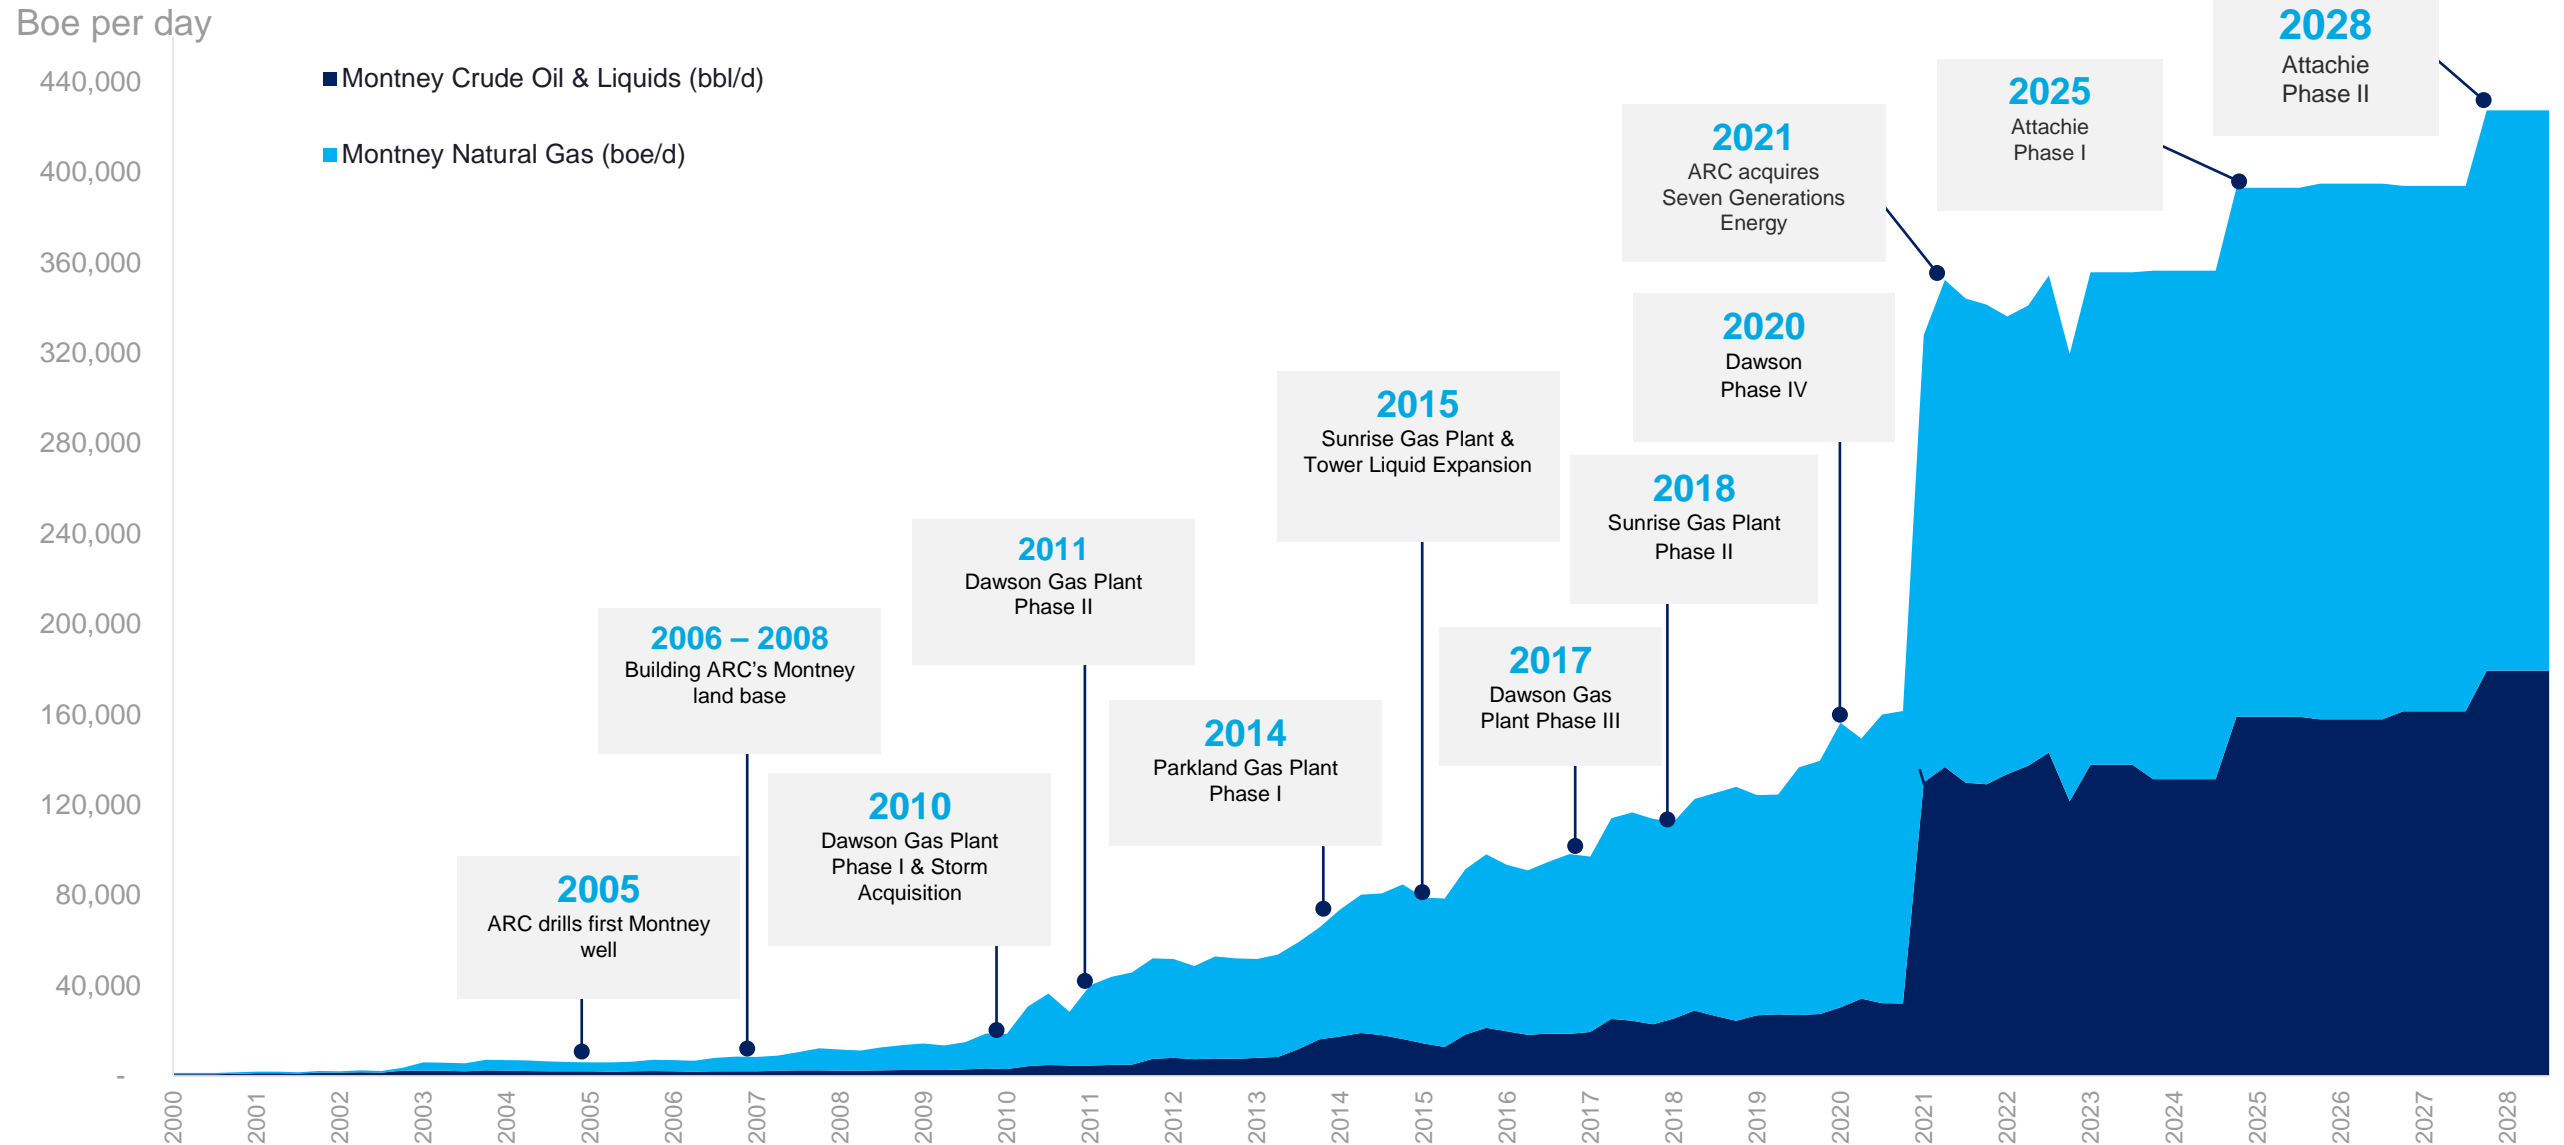 Boe per day
440,000
400,000
360,000
320,000
280,000
240,000
200,000
160,000
120,000
80,000
40,000
-
Montney Crude Oil & Liquids (bbl/d)
Montney Natural Gas (boe/d)
2005
ARC drills first Montney
well
2006 – 2008
Building ARC’s Montney
land base
2010
Dawson Gas Plant
Phase I & Storm
Acquisition
2011
Dawson Gas Plant
Phase II
2014
Parkland Gas Plant
Phase I
2015
Sunrise Gas Plant &
Tower Liquid Expansion
2017
Dawson Gas
Plant Phase III
2018
Sunrise Gas Plant
Phase II
2020
Dawson
Phase IV
2021
ARC acquires
Seven Generations
Energy
2025
Attachie
Phase I
2028
Attachie
Phase II
2000
2001
2002
2003
2004
2005
2006
2007
2008
2009
2010
2011
2012
2013
2014
2015
2016
2017
2018
2019
2020
2021
2022
2023
2024
2025
2026
2027
2028